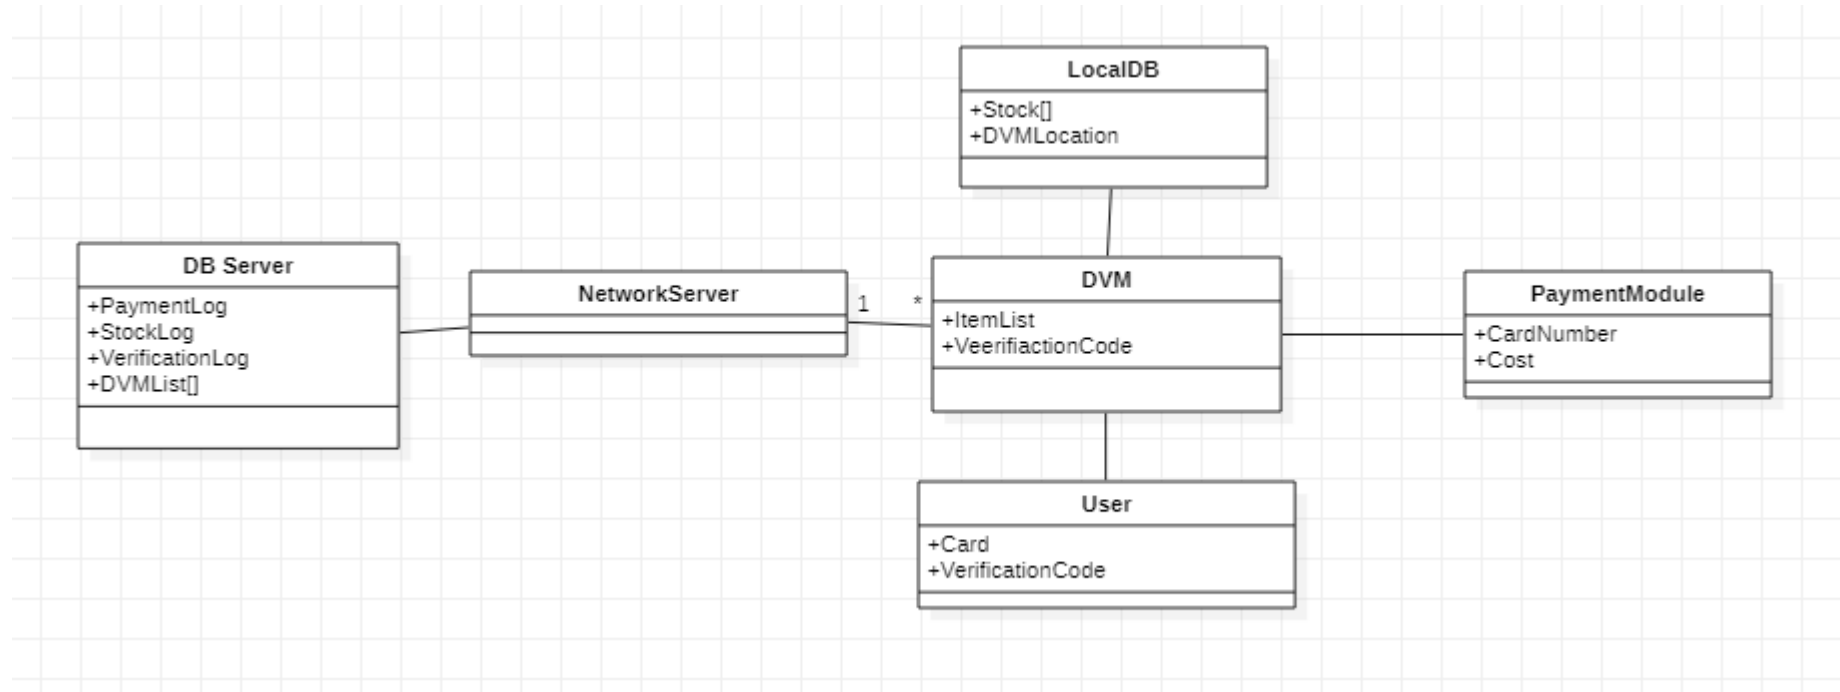 LocalDB
+Stock[]
+DVMLocation
DB Server
+PaymentLog
+StockLog
+VerificationLog
+DVMList[]
NetworkServer
1
*
DVM
+ItemList
+VeerifiactionCode
PaymentModule
+CardNumber
+Cost
User
+Card
+VerificationCode